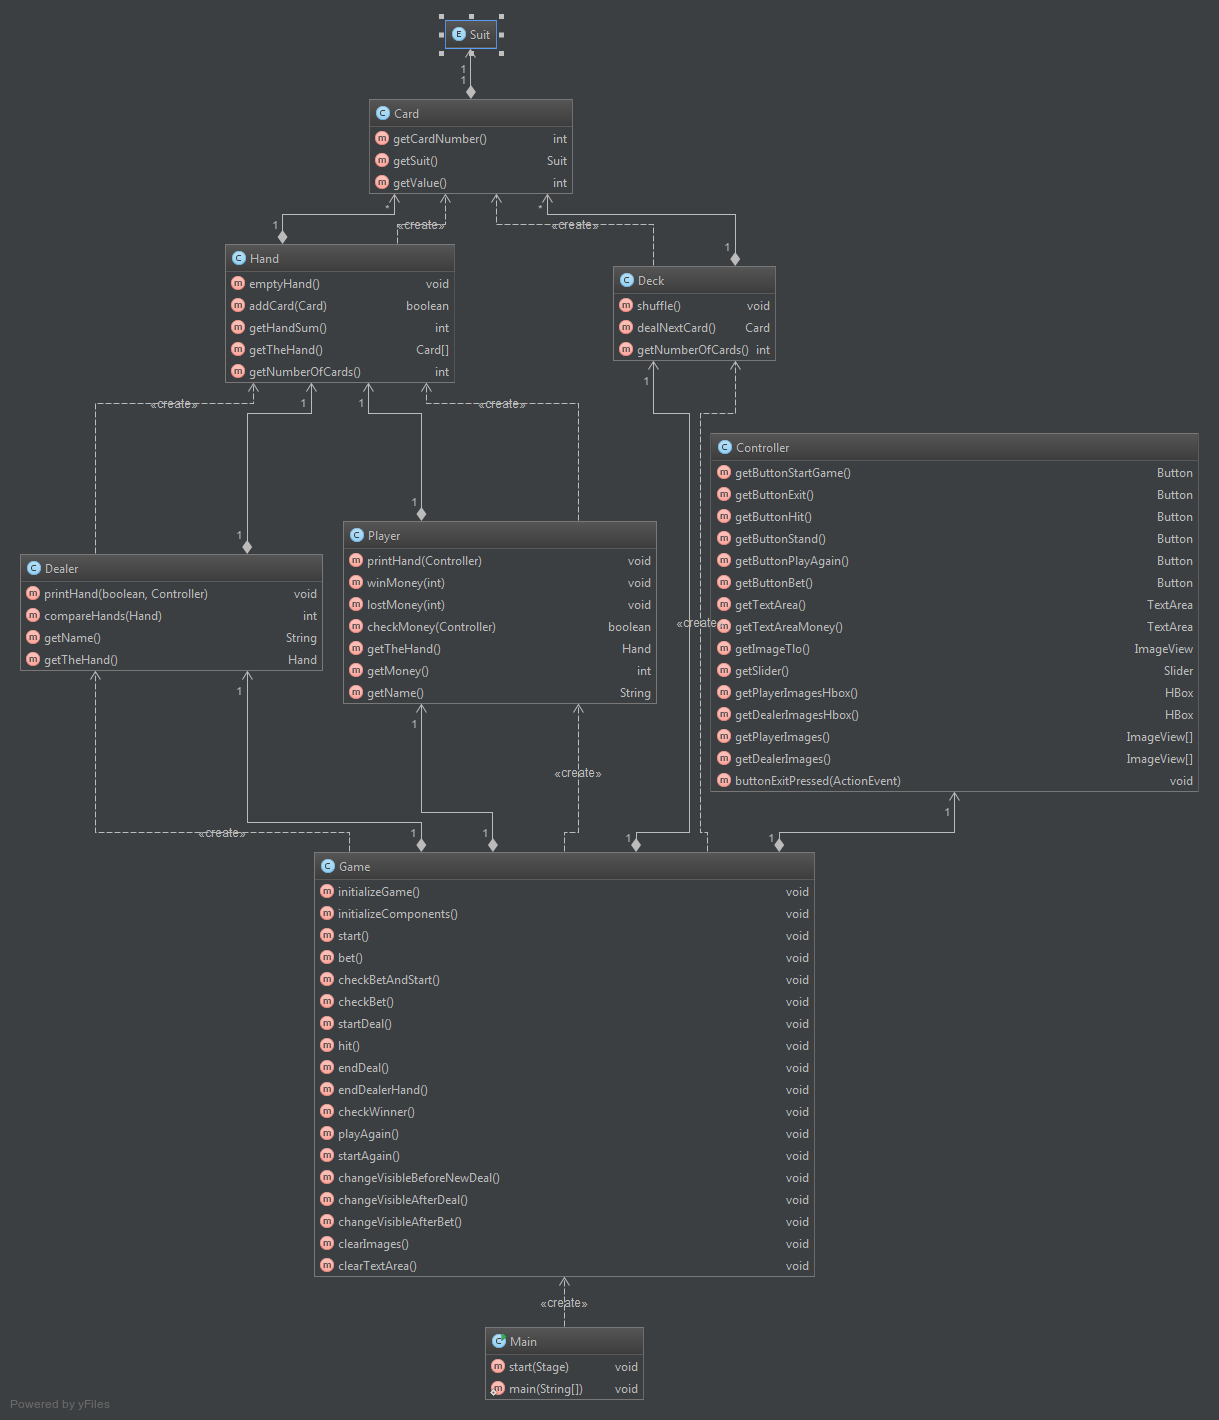 E Suit
1
1
C Card
m getCardNumber() int
m getSuit() Suit
m getValue() int
* *
1 «create» «create» 1
C Hand
m emptyHand() void
m addCard(Card) boolean
m getHandSum() int
m getTheHand() Card[]
m getNumberOfCards() int
C Deck
m shuffle() void
m dealNextCard() Card
m getNumberOfCards() int
«create» 1 1 «create» 1
C Controller
m getButtonStartGame() Button
m getButtonExit() Button
m getButtonHit() Button
m getButtonStand() Button
m getButtonPlayAgain() Button
m getButtonBet() Button
m getTextArea() TextArea
m getTextAreaMoney() TextArea
m getImageTlo() ImageView
m getSlider() Slider
m getPlayerImagesHbox() HBox
m getDealerImagesHbox() HBox
m getPlayerImages() ImageView[]
m getDealerImages() ImageView[]
m buttonExitPressed(ActionEvent) void
1
C Player
m printHand(Controller) void
m winMoney(int) void
m lostMoney(int) void
m checkMoney(Controller) boolean
m getTheHand() Hand
m getMoney() int
m getName() String
1
C Dealer
m printHand(boolean, Controller) void
m compareHands(Hand) int
m getName() String
m getTheHand() Hand
«create
1
1
«create»
1
«create» 1 1 1 1
C Game
m initializeGame() void
m initializeComponents() void
m start() void
m bet() void
m checkBetAndStart() void
m checkBet() void
m startDeal() void
m hit() void
m endDeal() void
m endDealerHand() void
m checkWinner() void
m playAgain() void
m startAgain() void
m changeVisibleBeforeNewDeal() void
m changeVisibleAfterDeal() void
m changeVisibleAfterBet() void
m clearImages() void
m clearTextArea() void
«create»
C Main
m start(Stage) void
m main(String[]) void
Powered by yFiles